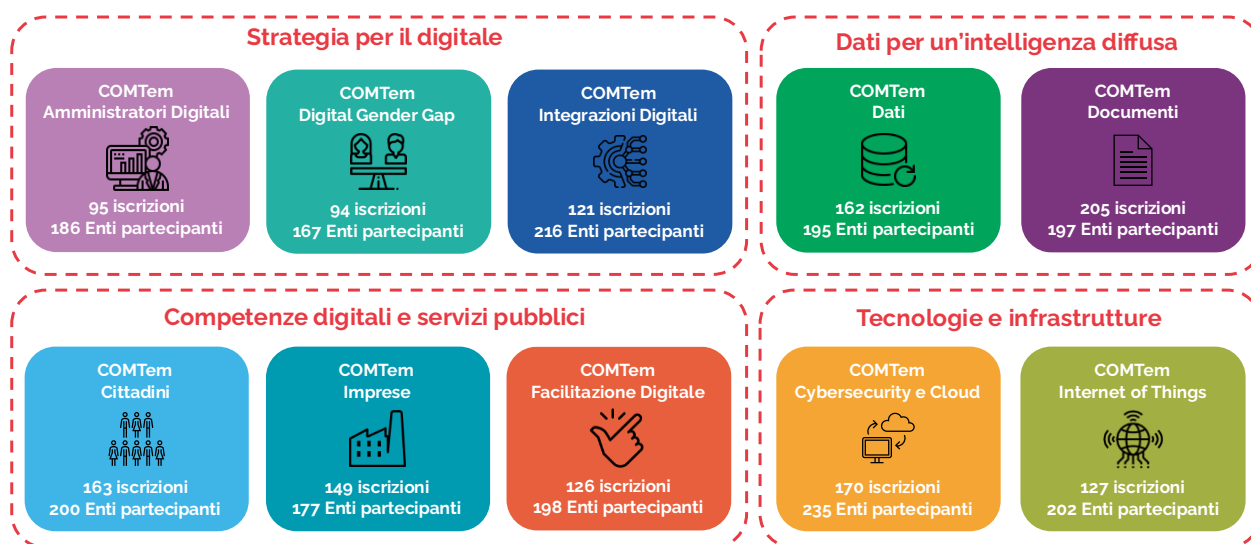 Strategia per il digitale
COMTem
Amministratori Digitali
95 iscrizioni
186 Enti partecipanti
COMTem
Digital Gender Gap
94 iscrizioni
167 Enti partecipanti
COMTem
Integrazioni Digitali
121 iscrizioni
216 Enti partecipanti
Dati per un'intelligenza diffusa
COMTem
Dati
162 iscrizioni
195 Enti partecipanti
COMTem
Documenti
205 iscrizioni
197 Enti partecipanti
Competenze digitali e servizi pubblici
COMTem
Cittadini
163 iscrizioni
200 Enti partecipanti
COMTem
Imprese
149 iscrizioni
177 Enti partecipanti
COMTem
Facilitazione Digitale
126 iscrizioni
198 Enti partecipanti
Tecnologie e infrastrutture
COMTem
Cybersecurity e Cloud
170 iscrizioni
235 Enti partecipanti
COMTem
Internet of Things
127 iscrizioni
202 Enti partecipanti